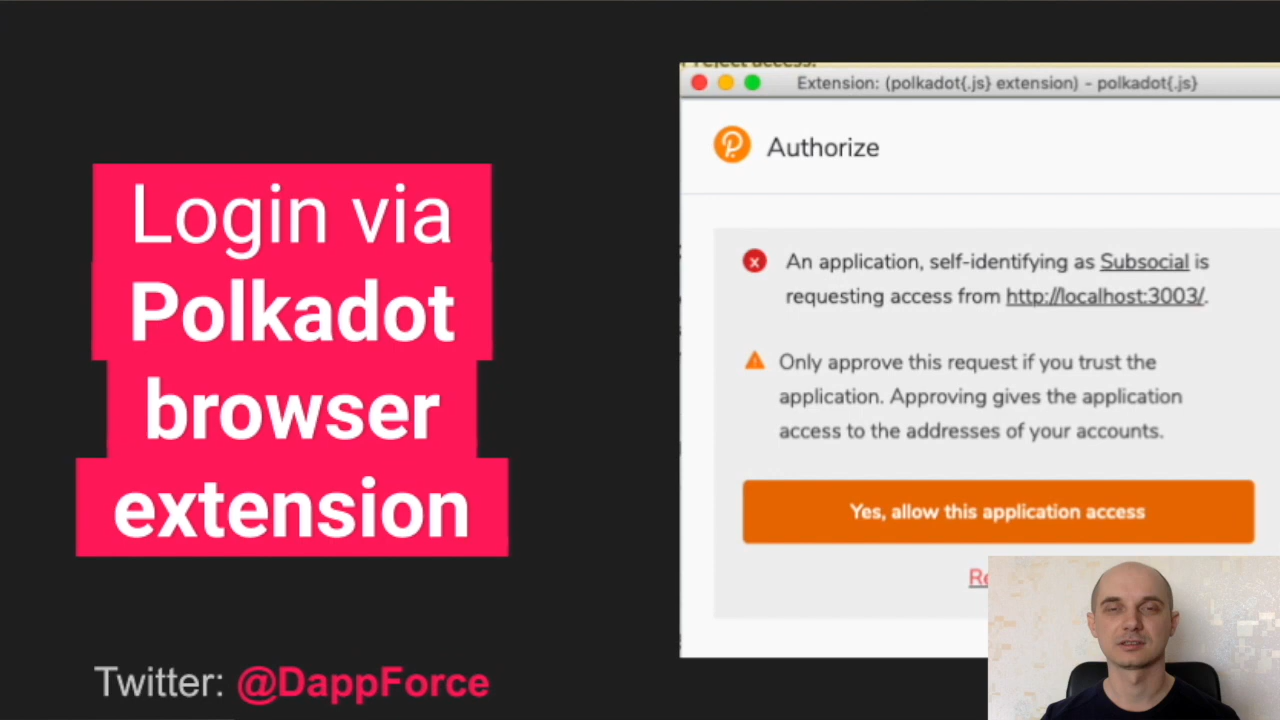 Login via
Polkadot
browser
extension
Twitter: @DappForce
Extension: (polkadot{.js} extension) - polkadot{.js}
Authorize
An application, self-identifying as Subsocial is
requesting access from http://localhost:3003/.
Only approve this request if you trust the
application. Approving gives the application
access to the addresses of your accounts.
Yes, allow this application access